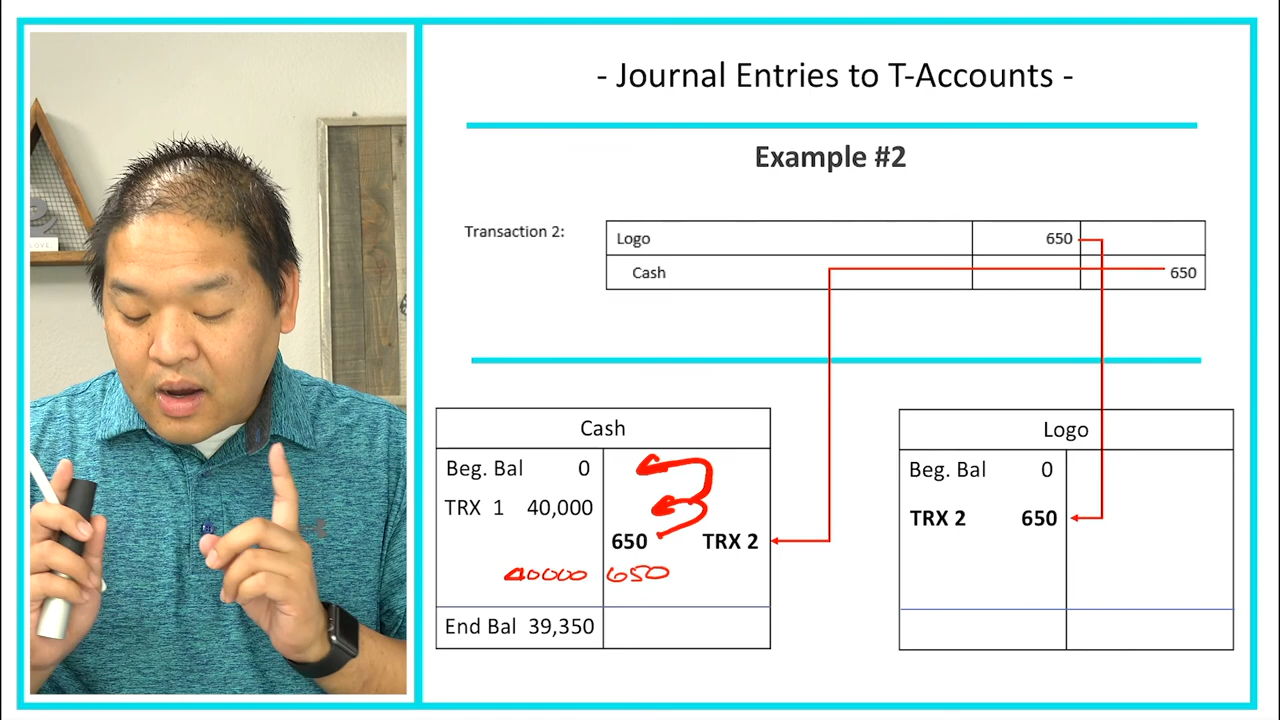 - Journal Entries to T-Accounts -
Example #2
Transaction 2:
Logo 650
Cash 650
Cash
Beg. Bal 0
TRX 1 40,000
650 TRX 2
40000 650
End Bal 39,350
Logo
Beg. Bal 0
TRX 2 650